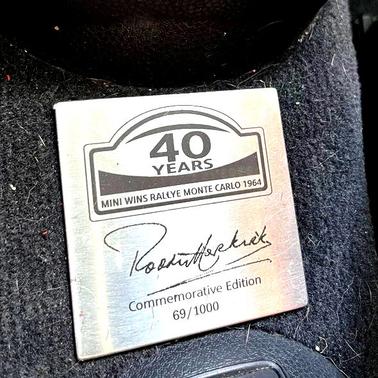 40
YEARS
MINI WINS RALLYE MONTE CARLO 1964
Commemorative Edition
69/1000